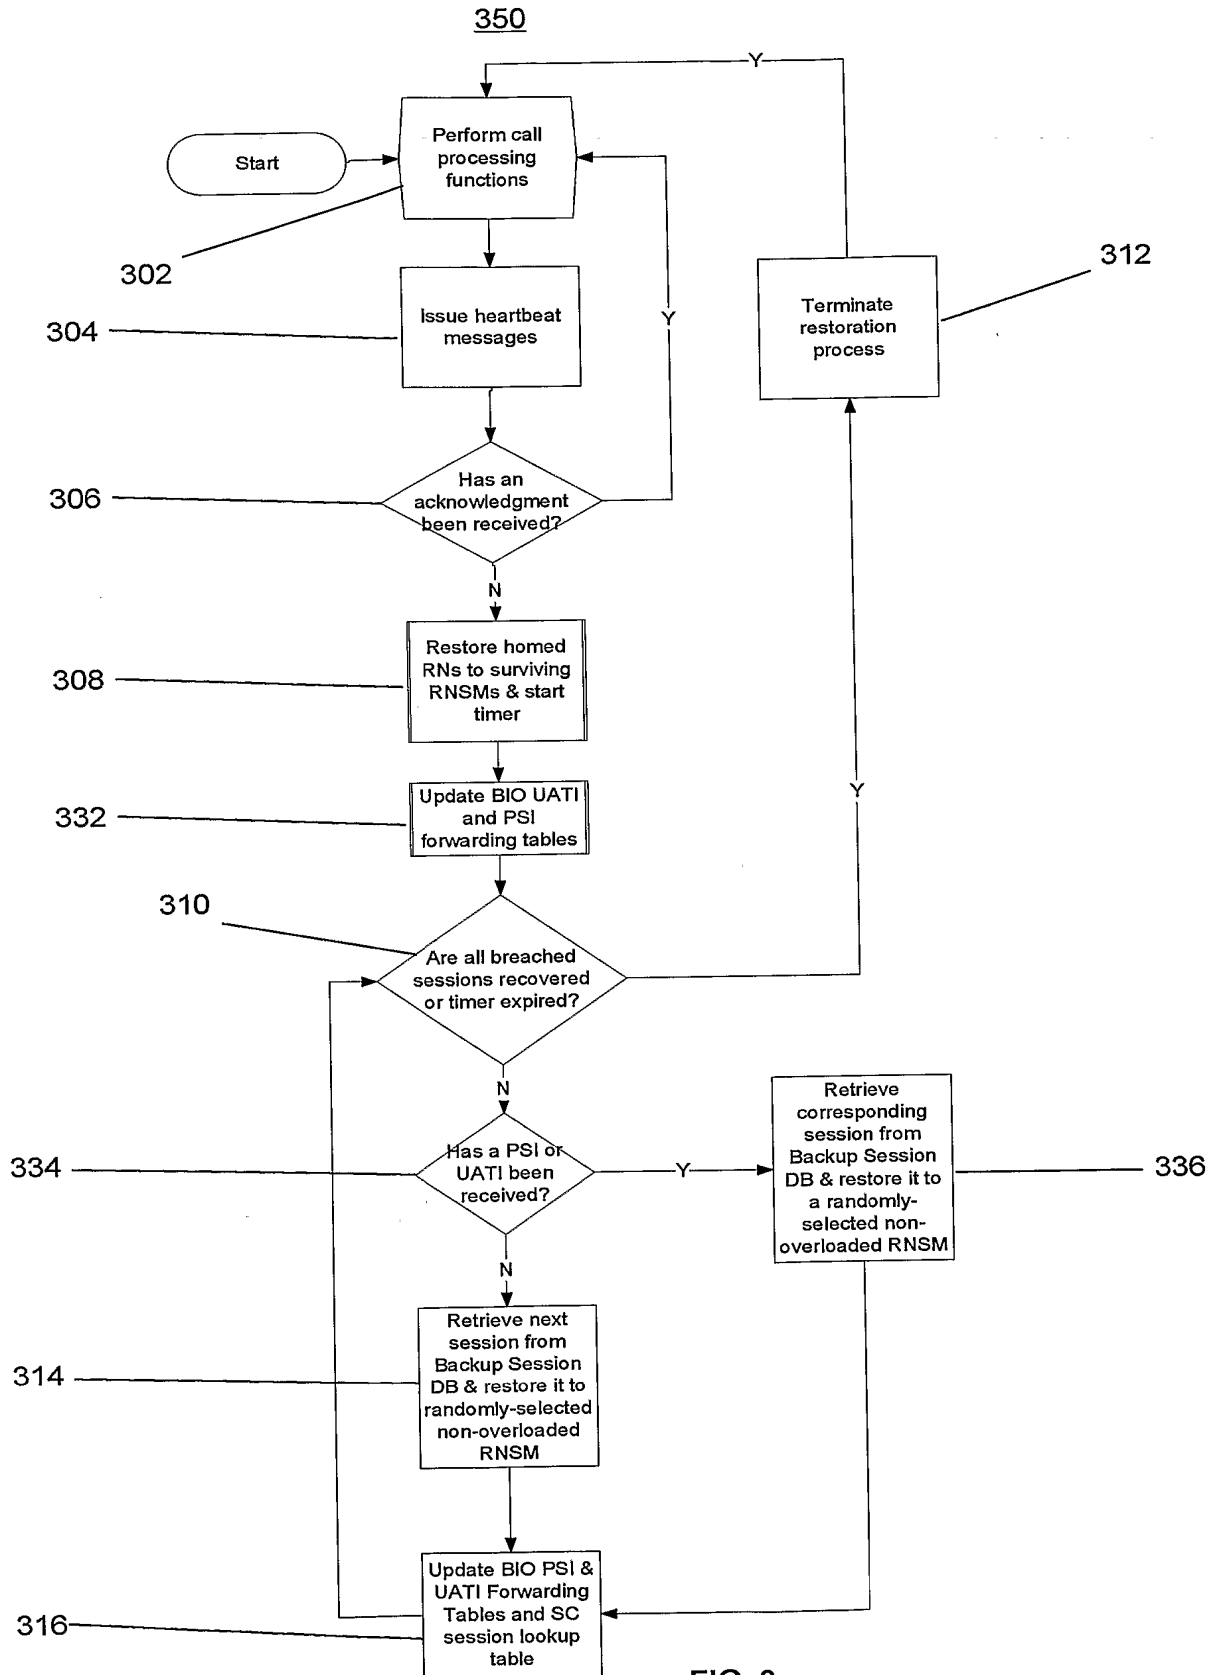 350
Y
Perform call
processing
functions
Start
302
312
Terminate
restoration
process
304
Issue heartbeat
messages
Y
306
Has an
acknowledgment
been received?
N
308
Restore homed
RNs to surviving
RNSMs & start
timer
332
Update BIO UATI
and PSI
forwarding tables
Y
310
Are all breached
sessions recovered
or timer expired?
N
334
Has a PSI or
UATI been
received?
Y
Retrieve
corresponding
session from
Backup Session
DB & restore it to
a randomly-
selected non-
overloaded RNSM
336
N
314
Retrieve next
session from
Backup Session
DB & restore it to
randomly-selected
non-overloaded
RNSM
316
Update BIO PSI &
UATI Forwarding
Tables and SC
session lookup
table